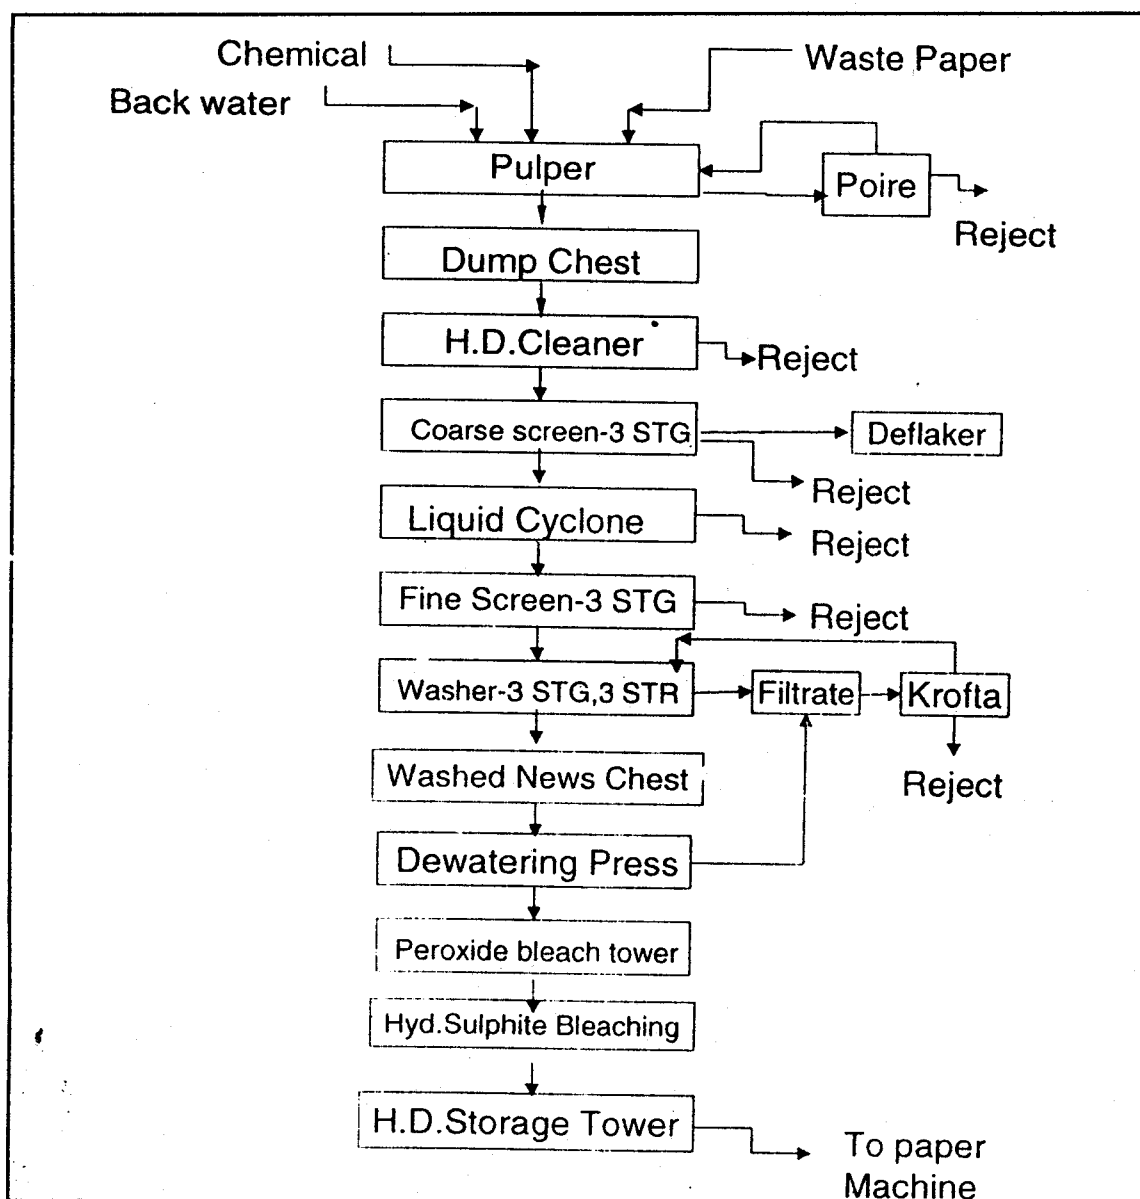 Chemical
Waste Paper
Back water
Pulper
Poire
Reject
Dump Chest
H.D.Cleaner
Reject
Coarse screen-3 STG
Deflaker
Reject
Liquid Cyclone
Reject
Fine Screen-3 STG
Reject
Washer-3 STG,3 STR
Filtrate
Krofta
Washed News Chest
Reject
Dewatering Press
Peroxide bleach tower
Hyd.Sulphite Bleaching
H.D.Storage Tower
To paper
Machine